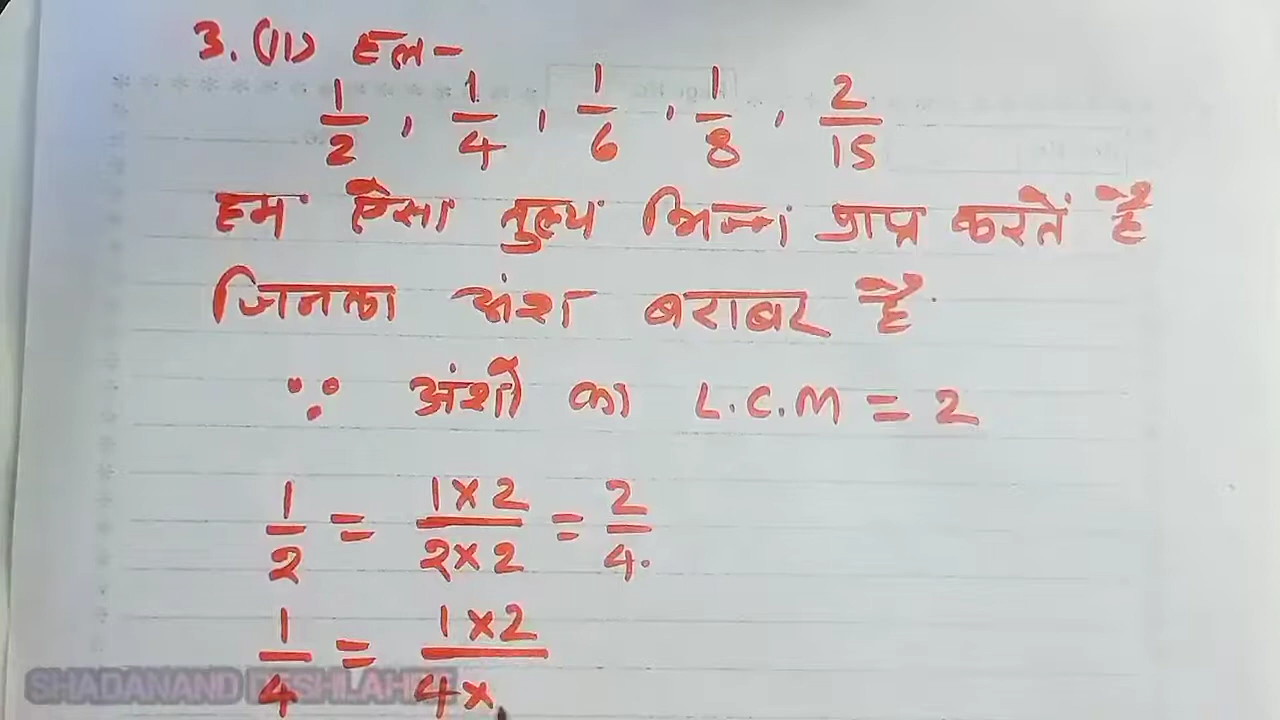 3. (ii) हल-
1/2 , 1/4 , 1/6 , 1/8 , 2/15
हम ऐसा तुल्य भिन्न प्राप्त करतें है
जिनका अंश बराबर है
∵ अंशों का L.C.M = 2
1/2 = 1×2/2×2 = 2/4.
1/4 = 1×2/4×
SHADANAND DESHLAHRE